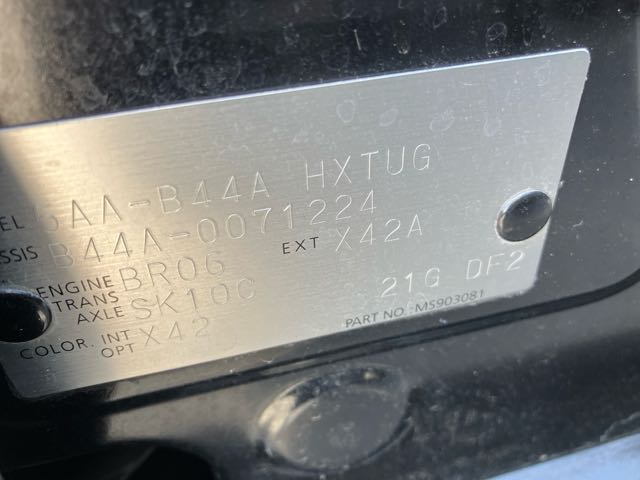 EL 5AA-B44A HXTUG
SSIS B44A-0071224
ENGINE BR06 EXT X42A
TRANS AXLE SK10C 21G DF2
COLOR. INT X42
OPT
PART NO. MS903081